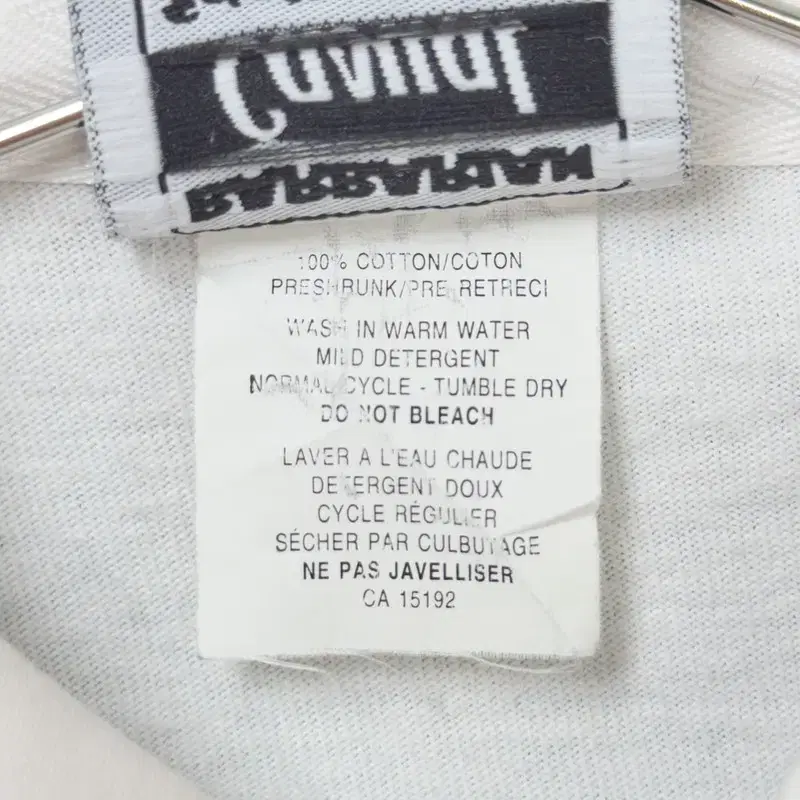 BARBARIAN
100% COTTON/COTON
PRESHRUNK/PRE RETRECI
WASH IN WARM WATER
MILD DETERGENT
NORMAL CYCLE - TUMBLE DRY
DO NOT BLEACH
LAVER A L'EAU CHAUDE
DETERGENT DOUX
CYCLE RÉGULIER
SÉCHER PAR CULBUTAGE
NE PAS JAVELLISER
CA 15192